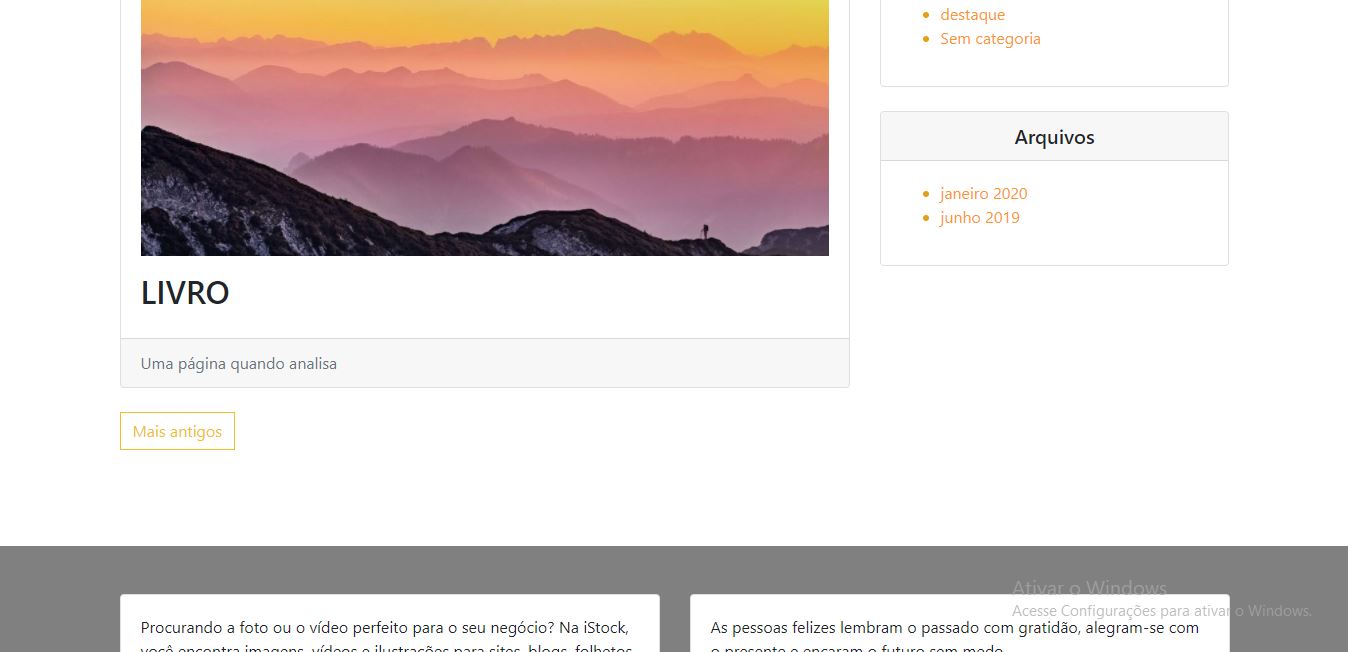 destaque
Sem categoria
Arquivos
janeiro 2020
junho 2019
LIVRO
Uma página quando analisa
Mais antigos
Ativar o Windows
Acesse Configurações para ativar o Windows.
Procurando a foto ou o vídeo perfeito para o seu negócio? Na iStock,
você encontra imagens, vídeos e ilustrações para sites, blogs, folhetos
As pessoas felizes lembram o passado com gratidão, alegram-se com
o presente e encaram o futuro sem medo